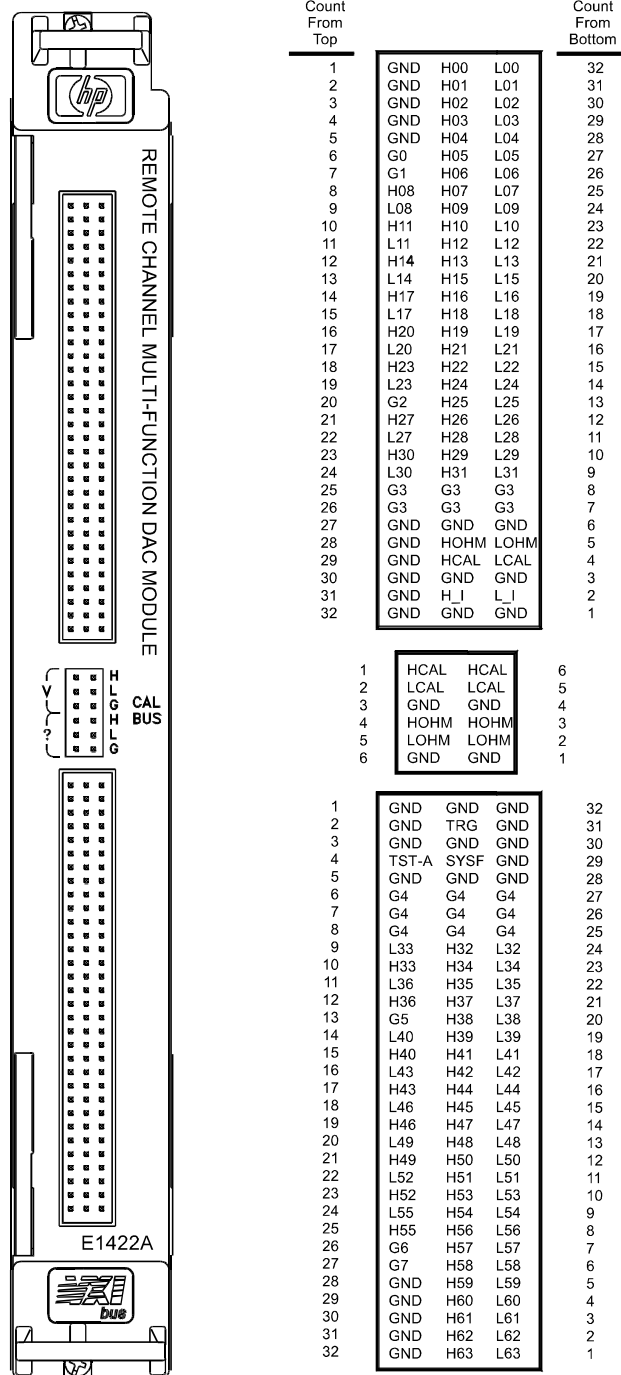 Count From Top
Count From Bottom
1 GND H00 L00 32
2 GND H01 L01 31
3 GND H02 L02 30
4 GND H03 L03 29
5 GND H04 L04 28
6 G0 H05 L05 27
7 G1 H06 L06 26
8 H08 H07 L07 25
9 L08 H09 L09 24
10 H11 H10 L10 23
11 L11 H12 L12 22
12 H14 H13 L13 21
13 L14 H15 L15 20
14 H17 H16 L16 19
15 L17 H18 L18 18
16 H20 H19 L19 17
17 L20 H21 L21 16
18 H23 H22 L22 15
19 L23 H24 L24 14
20 G2 H25 L25 13
21 H27 H26 L26 12
22 L27 H28 L28 11
23 H30 H29 L29 10
24 L30 H31 L31 9
25 G3 G3 G3 8
26 G3 G3 G3 7
27 GND GND GND 6
28 GND HOHM LOHM 5
29 GND HCAL LCAL 4
30 GND GND GND 3
31 GND H_I L_I 2
32 GND GND GND 1
1 HCAL HCAL 6
2 LCAL LCAL 5
3 GND GND 4
4 HOHM HOHM 3
5 LOHM LOHM 2
6 GND GND 1
1 GND GND GND 32
2 GND TRG GND 31
3 GND GND GND 30
4 TST-A SYSF GND 29
5 GND GND GND 28
6 G4 G4 G4 27
7 G4 G4 G4 26
8 G4 G4 G4 25
9 L33 H32 L32 24
10 H33 H34 L34 23
11 L36 H35 L35 22
12 H36 H37 L37 21
13 G5 H38 L38 20
14 L40 H39 L39 19
15 H40 H41 L41 18
16 L43 H42 L42 17
17 H43 H44 L44 16
18 L46 H45 L45 15
19 H46 H47 L47 14
20 L49 H48 L48 13
21 H49 H50 L50 12
22 L52 H51 L51 11
23 H52 H53 L53 10
24 L55 H54 L54 9
25 H55 H56 L56 8
26 G6 H57 L57 7
27 G7 H58 L58 6
28 GND H59 L59 5
29 GND H60 L60 4
30 GND H61 L61 3
31 GND H62 L62 2
32 GND H63 L63 1
hp
REMOTE CHANNEL MULTI-FUNCTION DAC MODULE
V
?
H
L
G
H
L
G
CAL
BUS
E1422A
VXI
bus